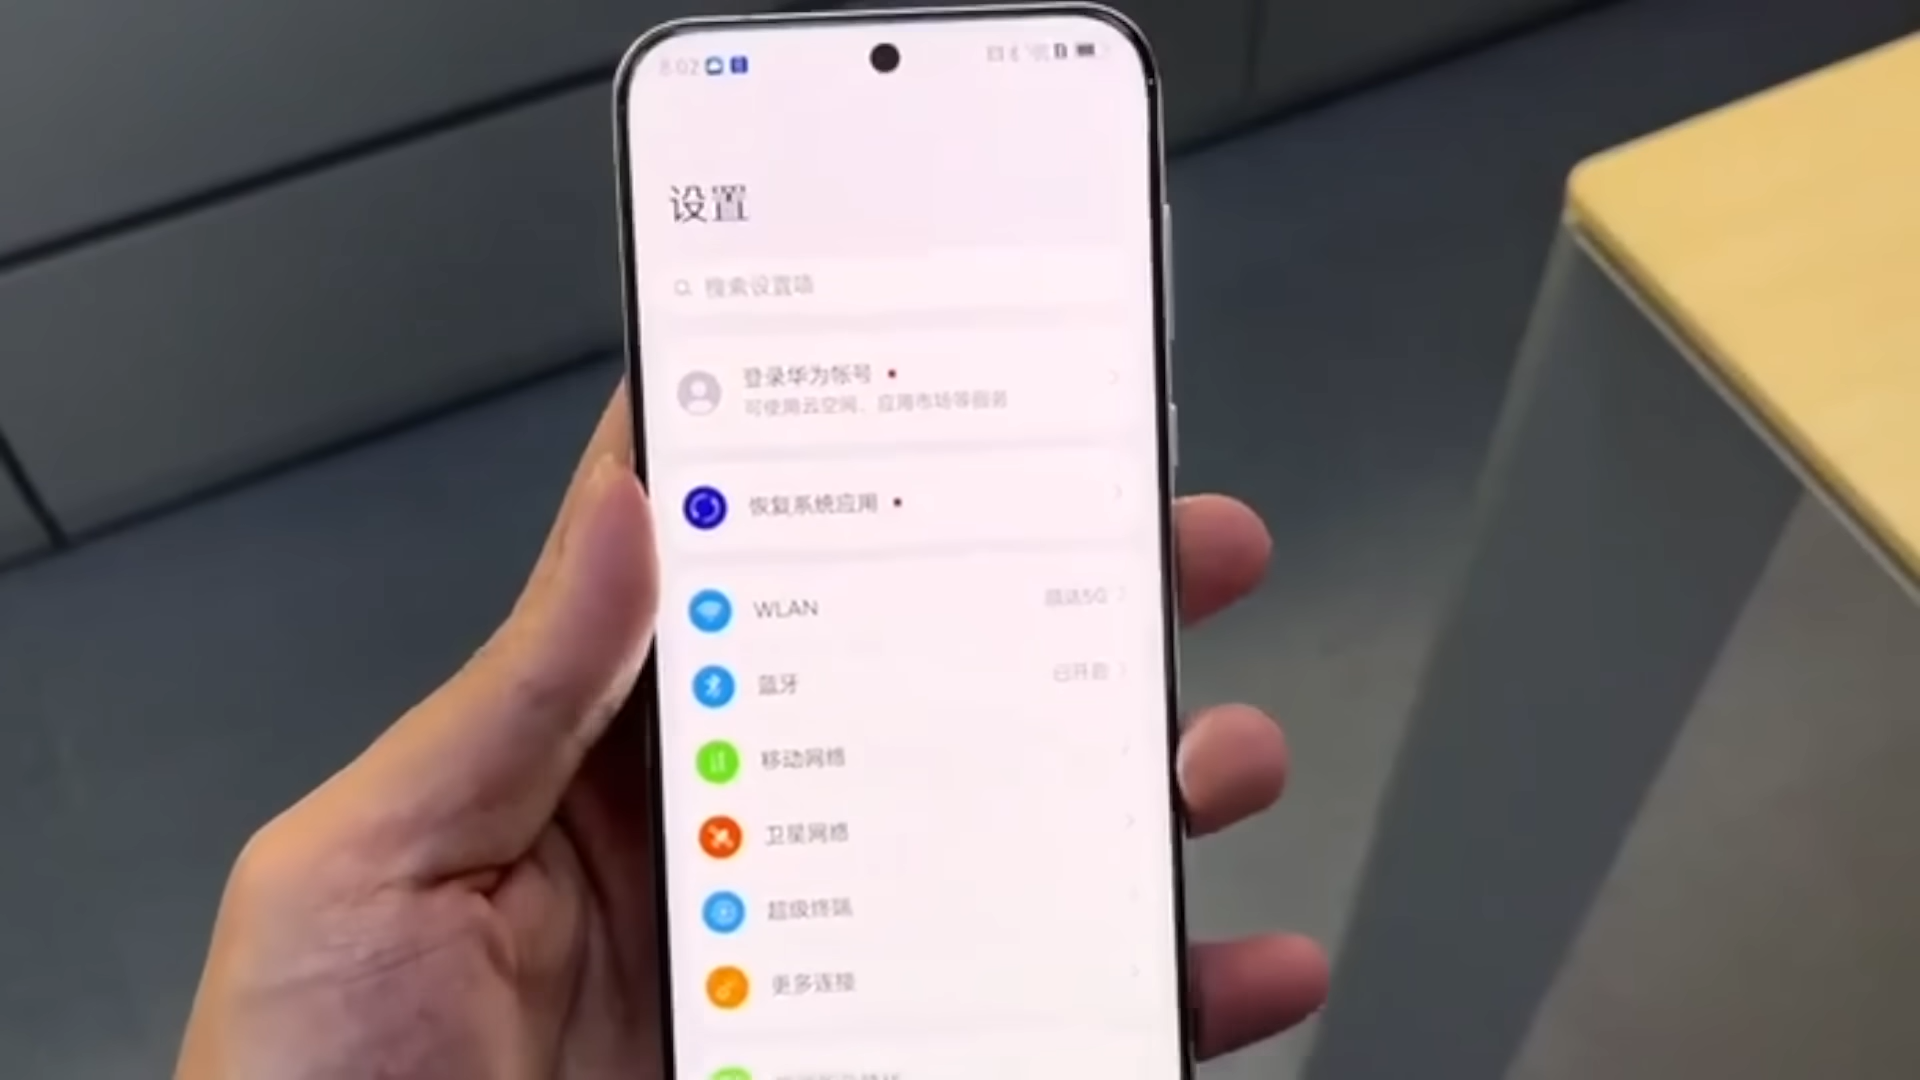 8:02
设置
搜索设置项
登录华为帐号
可使用云空间、应用市场等服务
恢复系统应用
WLAN
蓝牙 已开启
移动网络
卫星网络
超级终端
更多连接